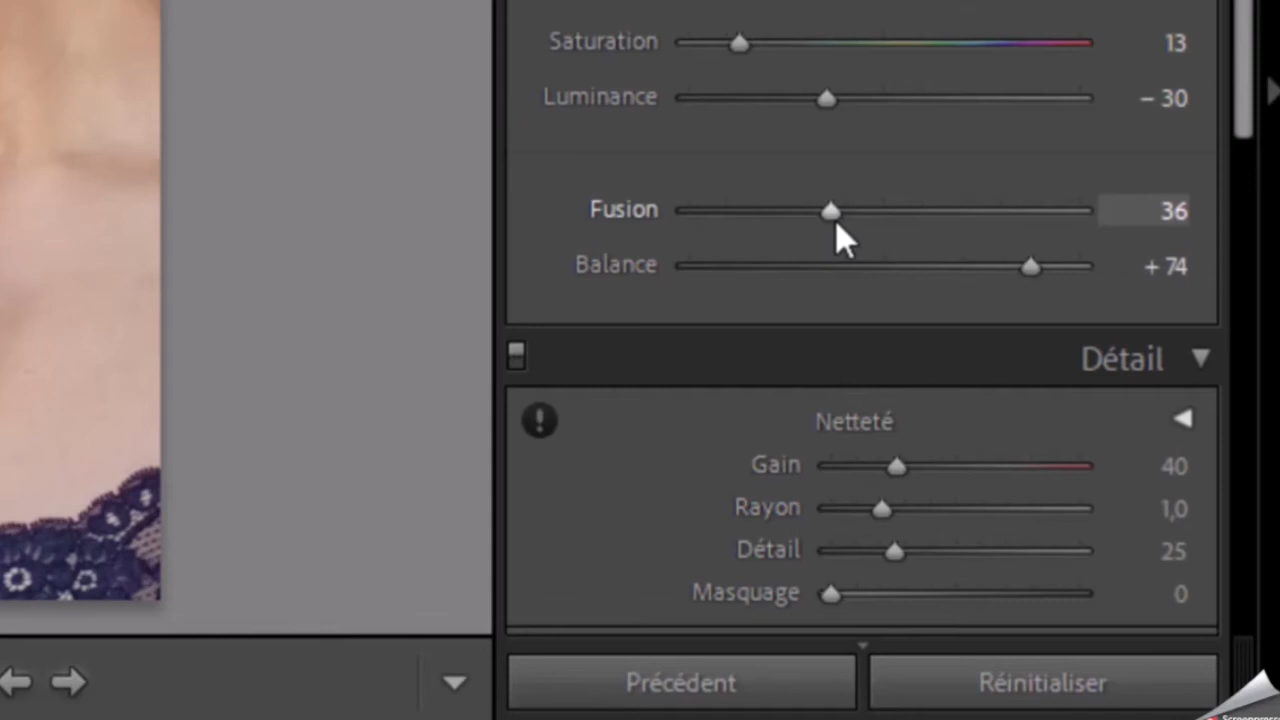 Saturation 13
Luminance – 30
Fusion 36
Balance + 74
Détail
Netteté
Gain 40
Rayon 1,0
Détail 25
Masquage 0
Précédent Réinitialiser